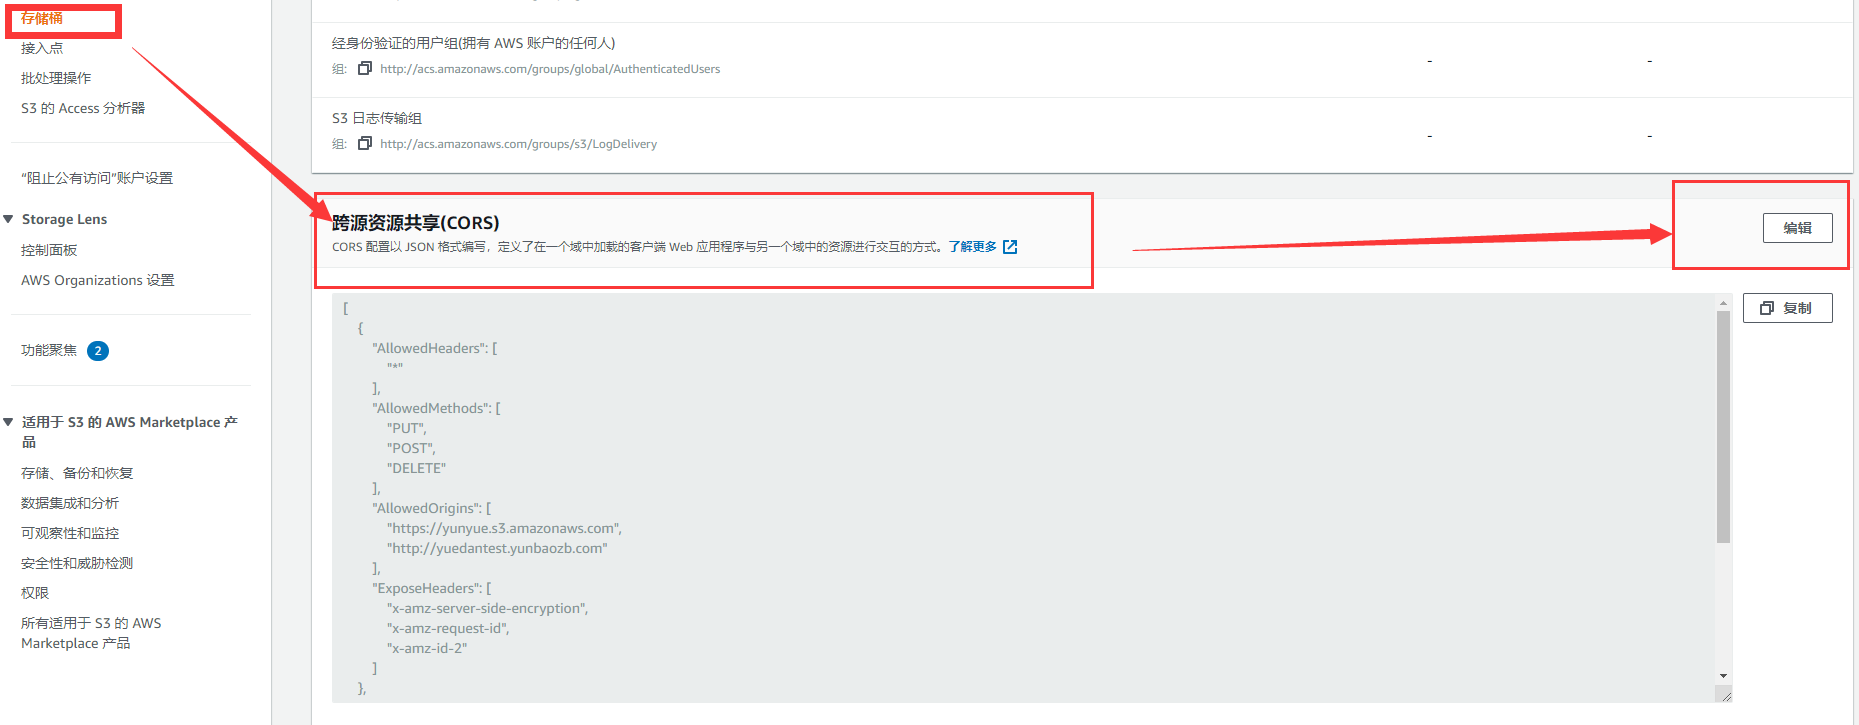 存储桶
接入点
批处理操作
S3 的 Access 分析器
“阻止公有访问”账户设置
Storage Lens
控制面板
AWS Organizations 设置
功能聚焦 2
适用于 S3 的 AWS Marketplace 产
品
存储、备份和恢复
数据集成和分析
可观察性和监控
安全性和威胁检测
权限
所有适用于 S3 的 AWS
Marketplace 产品
经身份验证的用户组(拥有 AWS 账户的任何人)
组: http://acs.amazonaws.com/groups/global/AuthenticatedUsers
- -
S3 日志传输组
组: http://acs.amazonaws.com/groups/s3/LogDelivery
- -
跨源资源共享(CORS)
CORS 配置以 JSON 格式编写，定义了在一个域中加载的客户端 Web 应用程序与另一个域中的资源进行交互的方式。了解更多
编辑
复制
[
{
"AllowedHeaders": [
"*"
],
"AllowedMethods": [
"PUT",
"POST",
"DELETE"
],
"AllowedOrigins": [
"https://yunyue.s3.amazonaws.com",
"http://yuedantest.yunbaozb.com"
],
"ExposeHeaders": [
"x-amz-server-side-encryption",
"x-amz-request-id",
"x-amz-id-2"
]
},